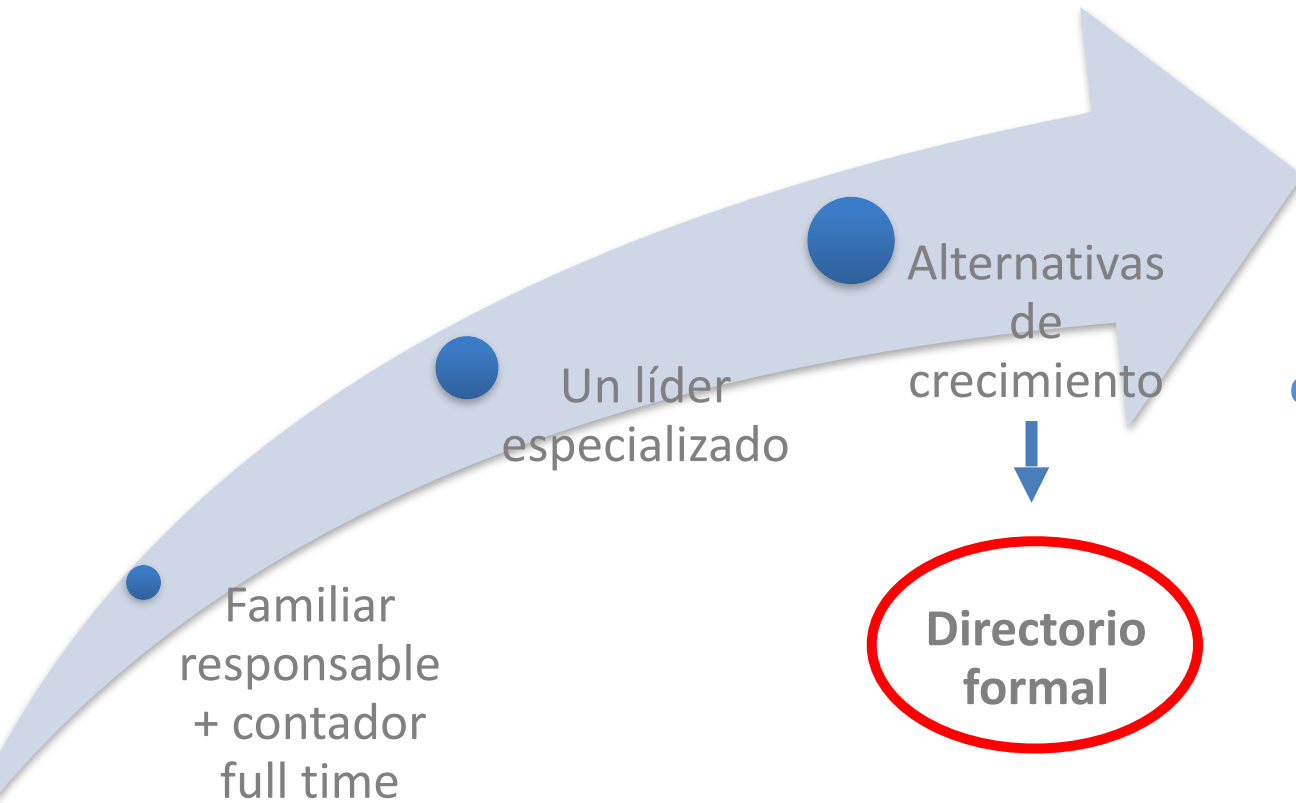 Alternativas
de
crecimiento
Un líder
especializado
Familiar
responsable
+ contador
full time
Directorio
formal